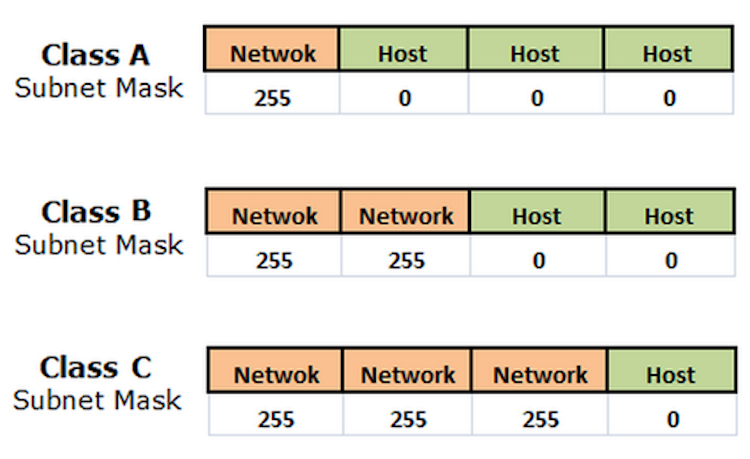 Class A
Subnet Mask
Netwok Host Host Host
255 0 0 0
Class B
Subnet Mask
Netwok Network Host Host
255 255 0 0
Class C
Subnet Mask
Netwok Network Network Host
255 255 255 0